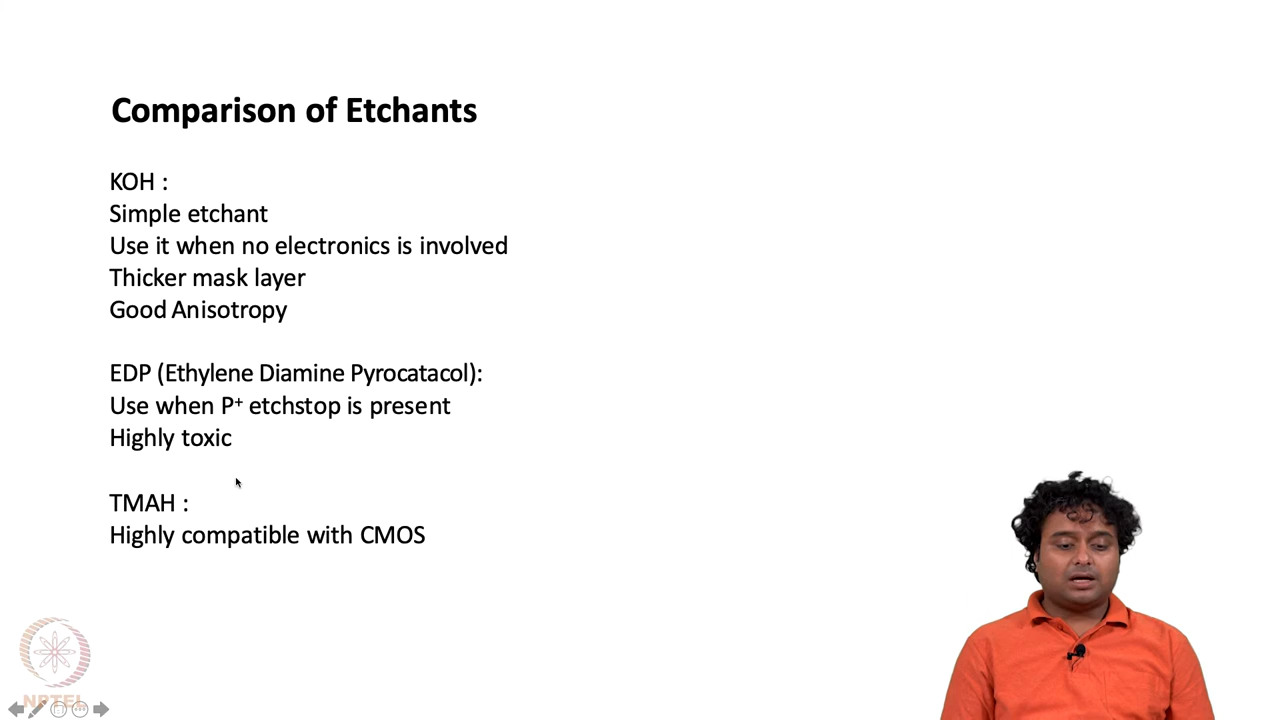 Comparison of Etchants
KOH :
Simple etchant
Use it when no electronics is involved
Thicker mask layer
Good Anisotropy
EDP (Ethylene Diamine Pyrocatacol):
Use when P⁺ etchstop is present
Highly toxic
TMAH :
Highly compatible with CMOS
NPTEL